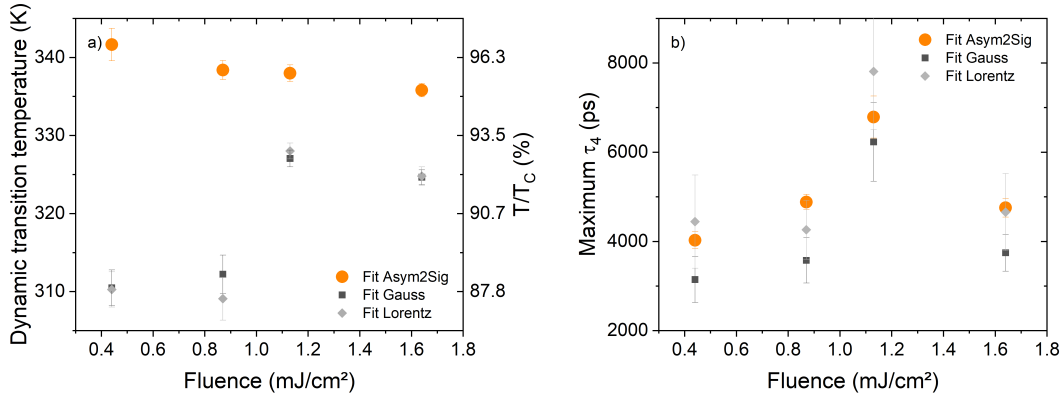 a)
Dynamic transition temperature (K)
340
330
320
310
96.3
93.5
90.7
87.8
T/T_C (%)
Fit Asym2Sig
Fit Gauss
Fit Lorentz
0.4 0.6 0.8 1.0 1.2 1.4 1.6 1.8
Fluence (mJ/cm²)
b)
Maximum τ₄ (ps)
8000
6000
4000
2000
Fit Asym2Sig
Fit Gauss
Fit Lorentz
0.4 0.6 0.8 1.0 1.2 1.4 1.6 1.8
Fluence (mJ/cm²)